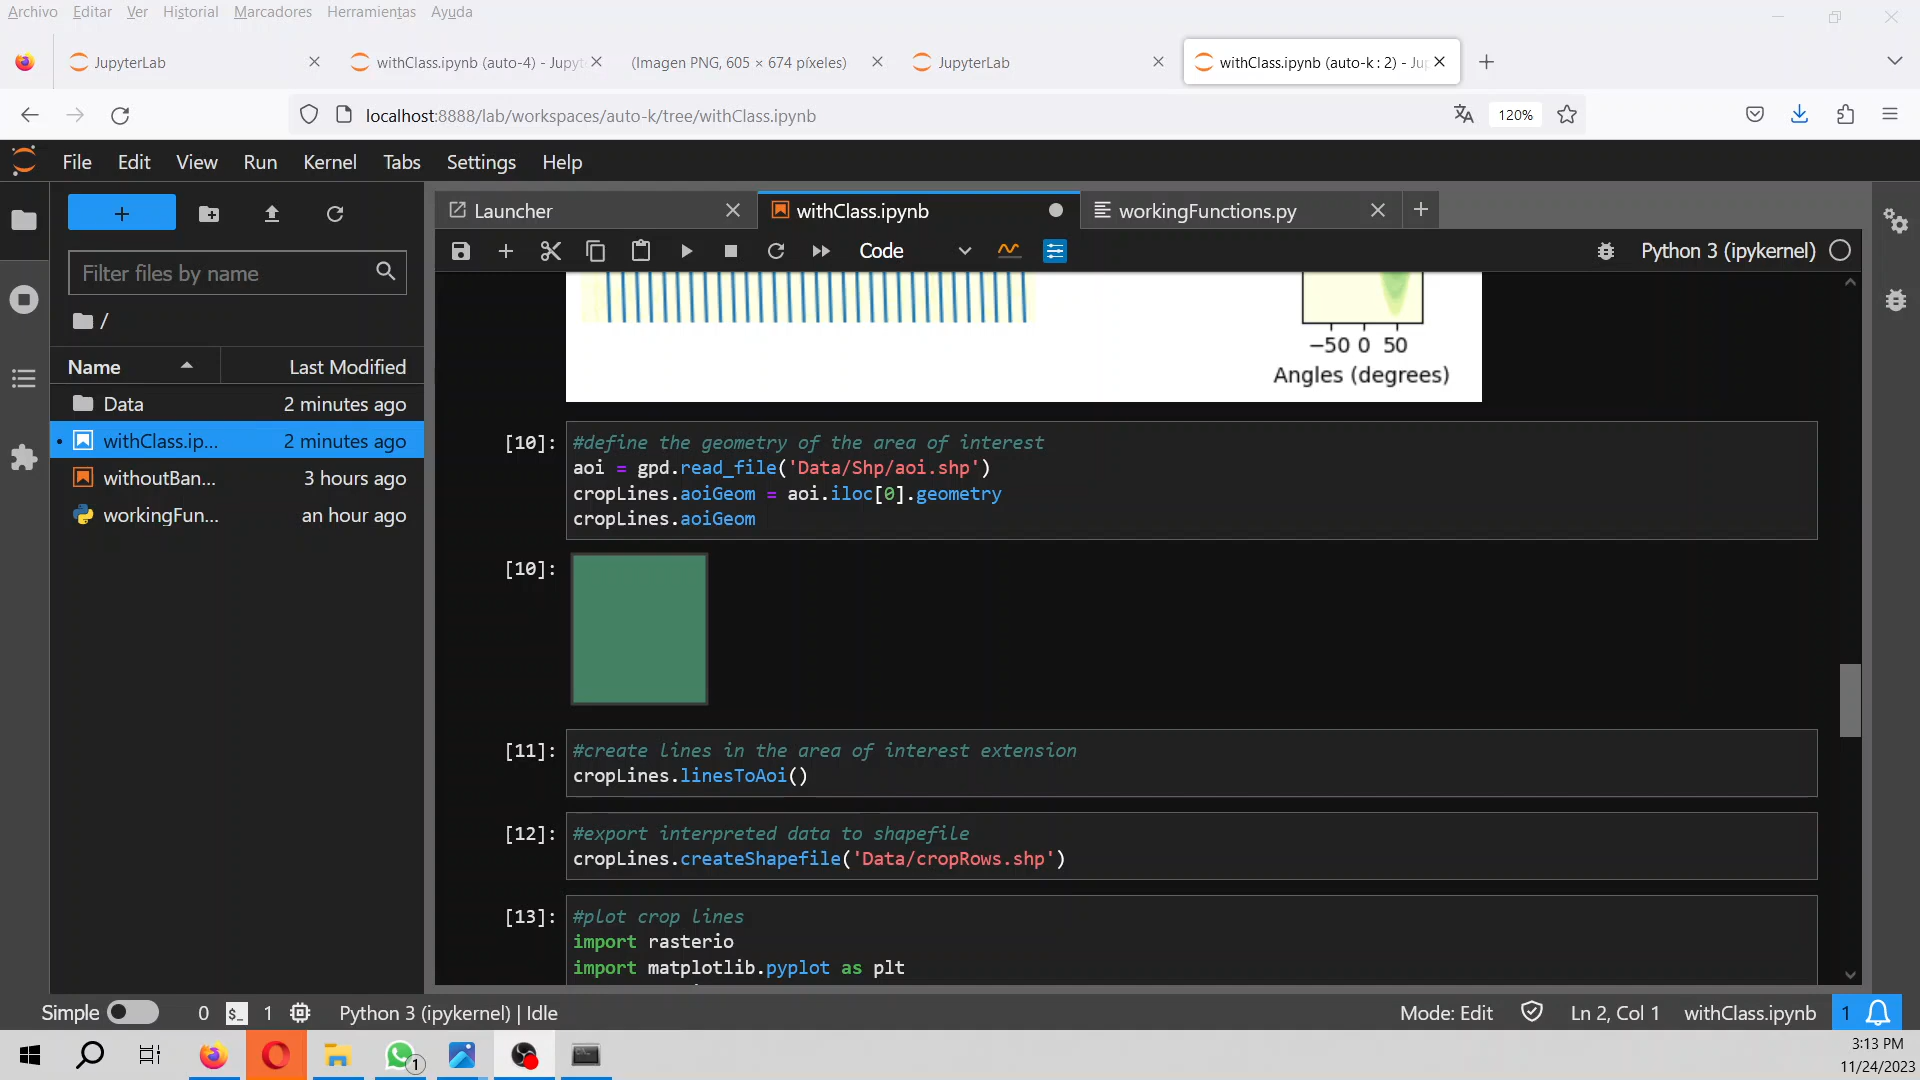 Archivo Editar Ver Historial Marcadores Herramientas Ayuda
JupyterLab
withClass.ipynb (auto-4) - Jupyte
(Imagen PNG, 605 × 674 píxeles)
JupyterLab
withClass.ipynb (auto-k : 2) - Ju
localhost:8888/lab/workspaces/auto-k/tree/withClass.ipynb
120%
File Edit View Run Kernel Tabs Settings Help
Launcher
withClass.ipynb
workingFunctions.py
Code
Python 3 (ipykernel)
Filter files by name
/
Name Last Modified
Data 2 minutes ago
withClass.ip... 2 minutes ago
withoutBan... 3 hours ago
workingFun... an hour ago
−50 0 50
Angles (degrees)
[10]: #define the geometry of the area of interest
aoi = gpd.read_file('Data/Shp/aoi.shp')
cropLines.aoiGeom = aoi.iloc[0].geometry
cropLines.aoiGeom
[10]:
[11]: #create lines in the area of interest extension
cropLines.linesToAoi()
[12]: #export interpreted data to shapefile
cropLines.createShapefile('Data/cropRows.shp')
[13]: #plot crop lines
import rasterio
import matplotlib.pyplot as plt
Simple 0 $_ 1 Python 3 (ipykernel) | Idle
Mode: Edit Ln 2, Col 1 withClass.ipynb 1
1
3:13 PM
11/24/2023